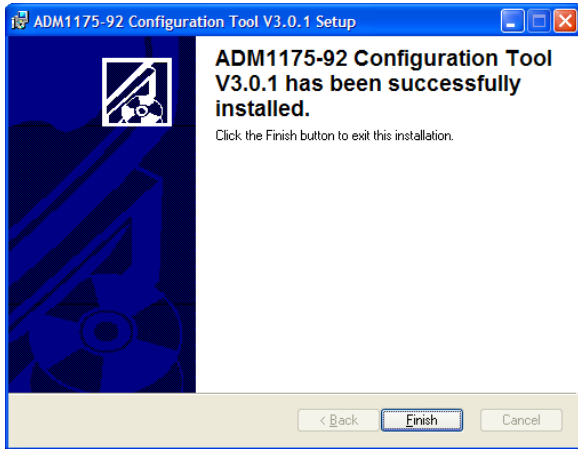 ADM1175-92 Configuration Tool V3.0.1 Setup
ADM1175-92 Configuration Tool
V3.0.1 has been successfully
installed.
Click the Finish button to exit this installation.
< Back Finish Cancel